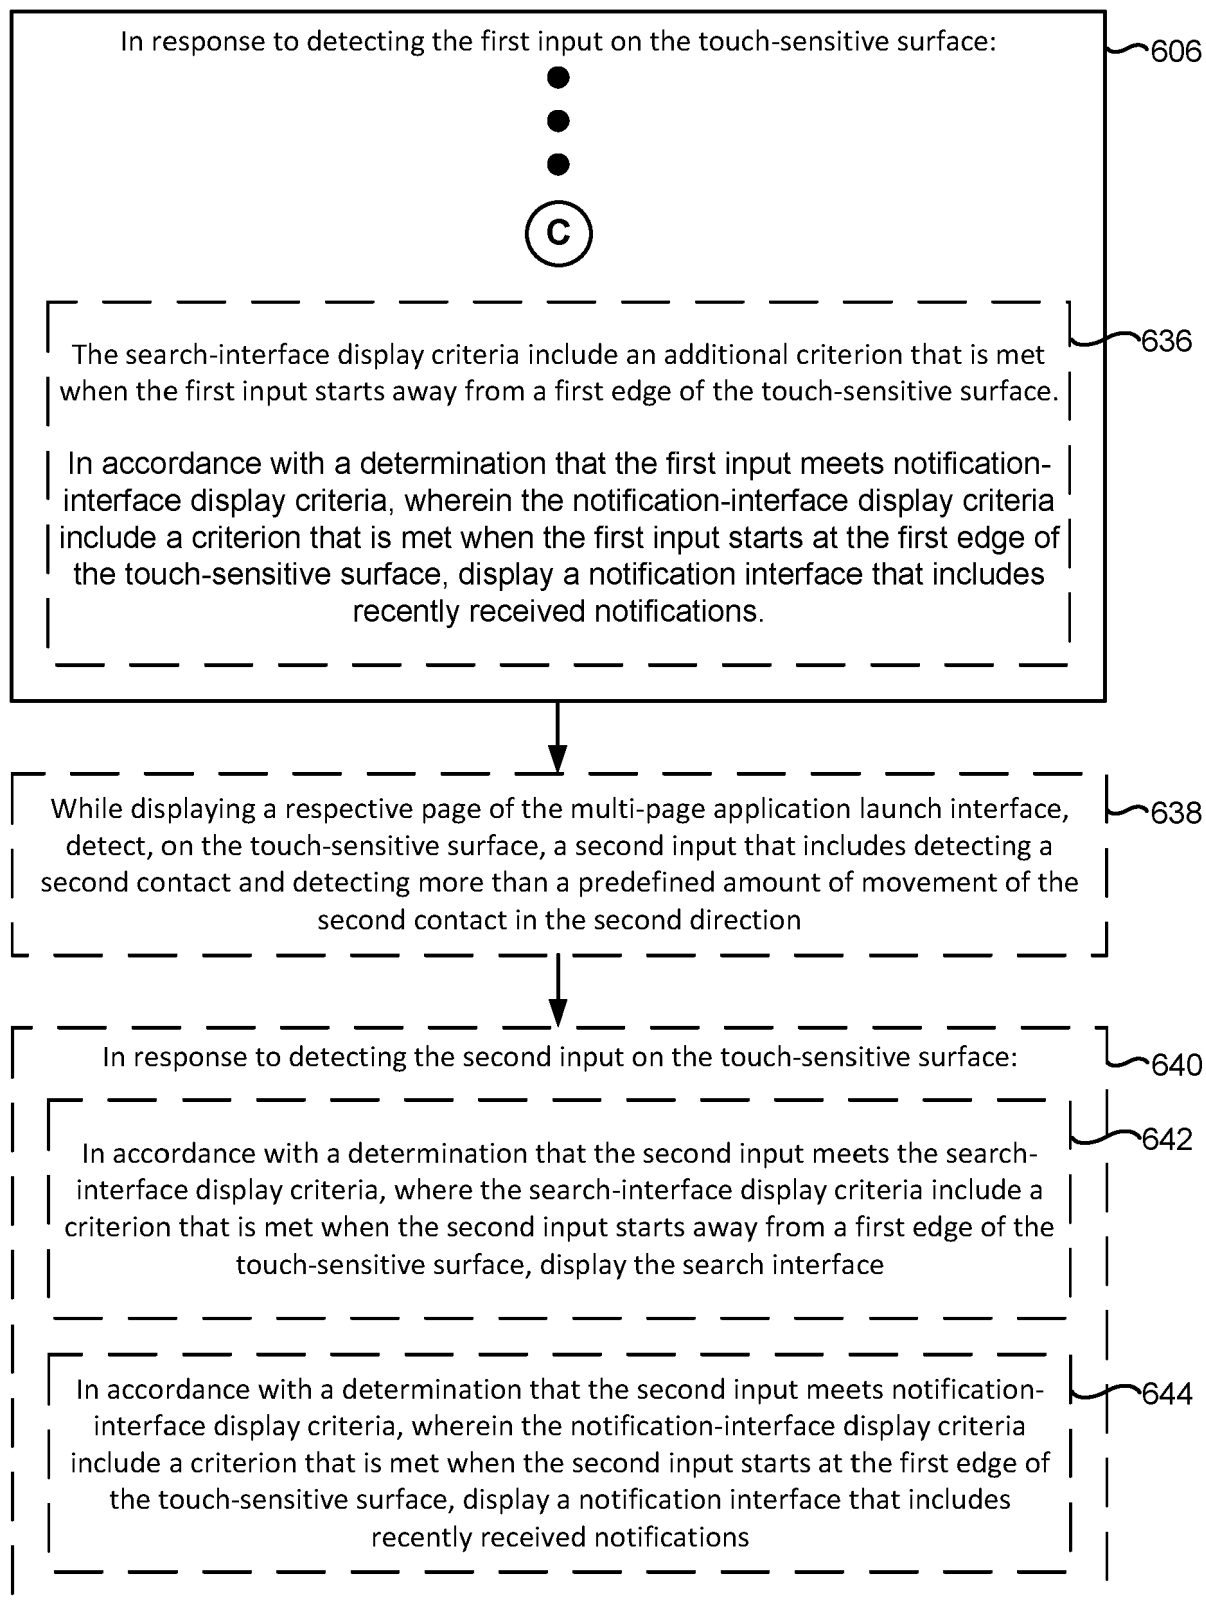 In response to detecting the first input on the touch-sensitive surface:
606
C
636
The search-interface display criteria include an additional criterion that is met
when the first input starts away from a first edge of the touch-sensitive surface.
In accordance with a determination that the first input meets notification-
interface display criteria, wherein the notification-interface display criteria
include a criterion that is met when the first input starts at the first edge of
the touch-sensitive surface, display a notification interface that includes
recently received notifications.
While displaying a respective page of the multi-page application launch interface,
638
detect, on the touch-sensitive surface, a second input that includes detecting a
second contact and detecting more than a predefined amount of movement of the
second contact in the second direction
In response to detecting the second input on the touch-sensitive surface:
640
642
In accordance with a determination that the second input meets the search-
interface display criteria, where the search-interface display criteria include a
criterion that is met when the second input starts away from a first edge of the
touch-sensitive surface, display the search interface
In accordance with a determination that the second input meets notification-
644
interface display criteria, wherein the notification-interface display criteria
include a criterion that is met when the second input starts at the first edge of
the touch-sensitive surface, display a notification interface that includes
recently received notifications